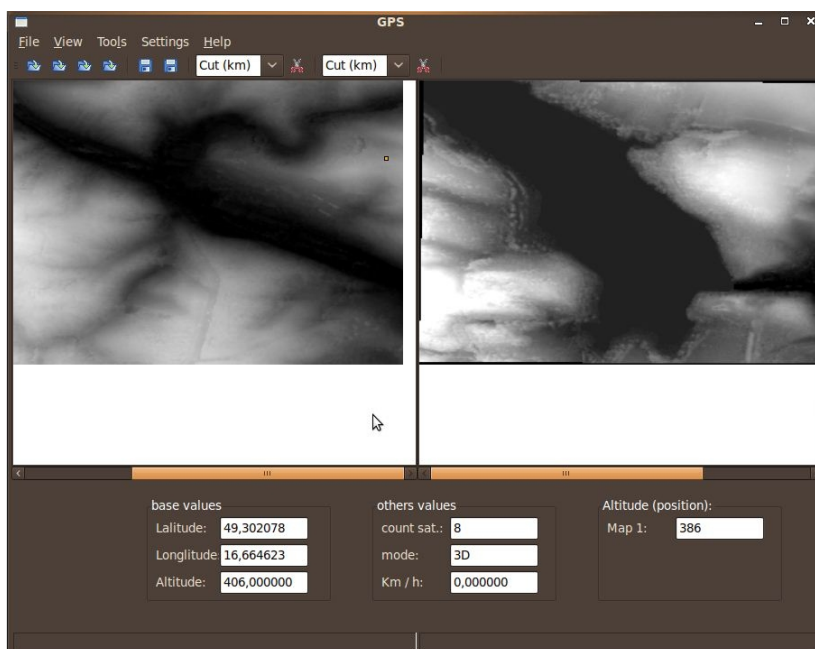 GPS
File View Tools Settings Help
Cut (km) Cut (km)
base values others values Altitude (position):
Lalitude: 49,302078 count sat.: 8 Map 1: 386
Longlitude: 16,664623 mode: 3D
Altitude: 406,000000 Km / h: 0,000000